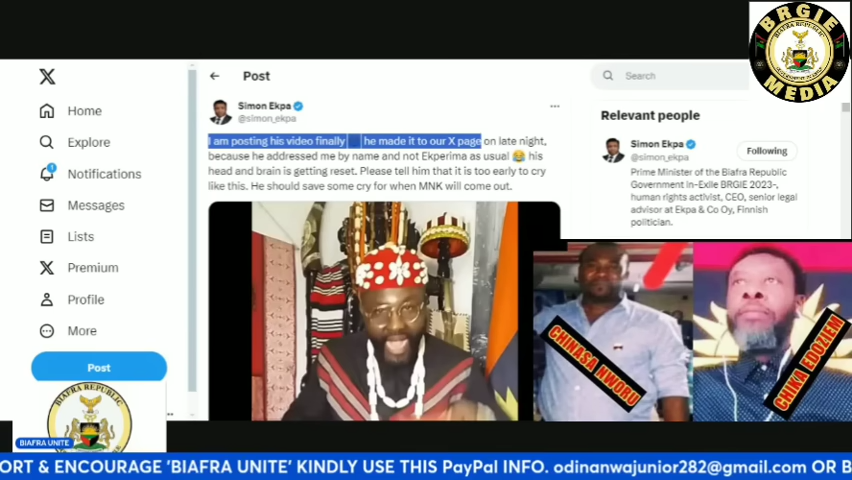 BRGIE
MEDIA
Post
Search
Simon Ekpa
@simon_ekpa
I am posting his video finally he made it to our X page on late night,
because he addressed me by name and not Ekperima as usual 😂 his
head and brain is getting reset. Please tell him that it is too early to cry
like this. He should save some cry for when MNK will come out.
Home
Explore
1
Notifications
Messages
Lists
Premium
Profile
More
Post
Relevant people
Simon Ekpa
@simon_ekpa
Following
Prime Minister of the Biafra Republic
Government in-Exile BRGIE 2023-,
human rights activist, CEO, senior legal
advisor at Ekpa & Co Oy, Finnish
politician.
CHINASA NWORU
CHIKA EDOZIEM
BIAFRA REPUBLIC
BIAFRA UNITE
ORT & ENCOURAGE 'BIAFRA UNITE' KINDLY USE THIS PayPal INFO. odinanwajunior282@gmail.com OR B